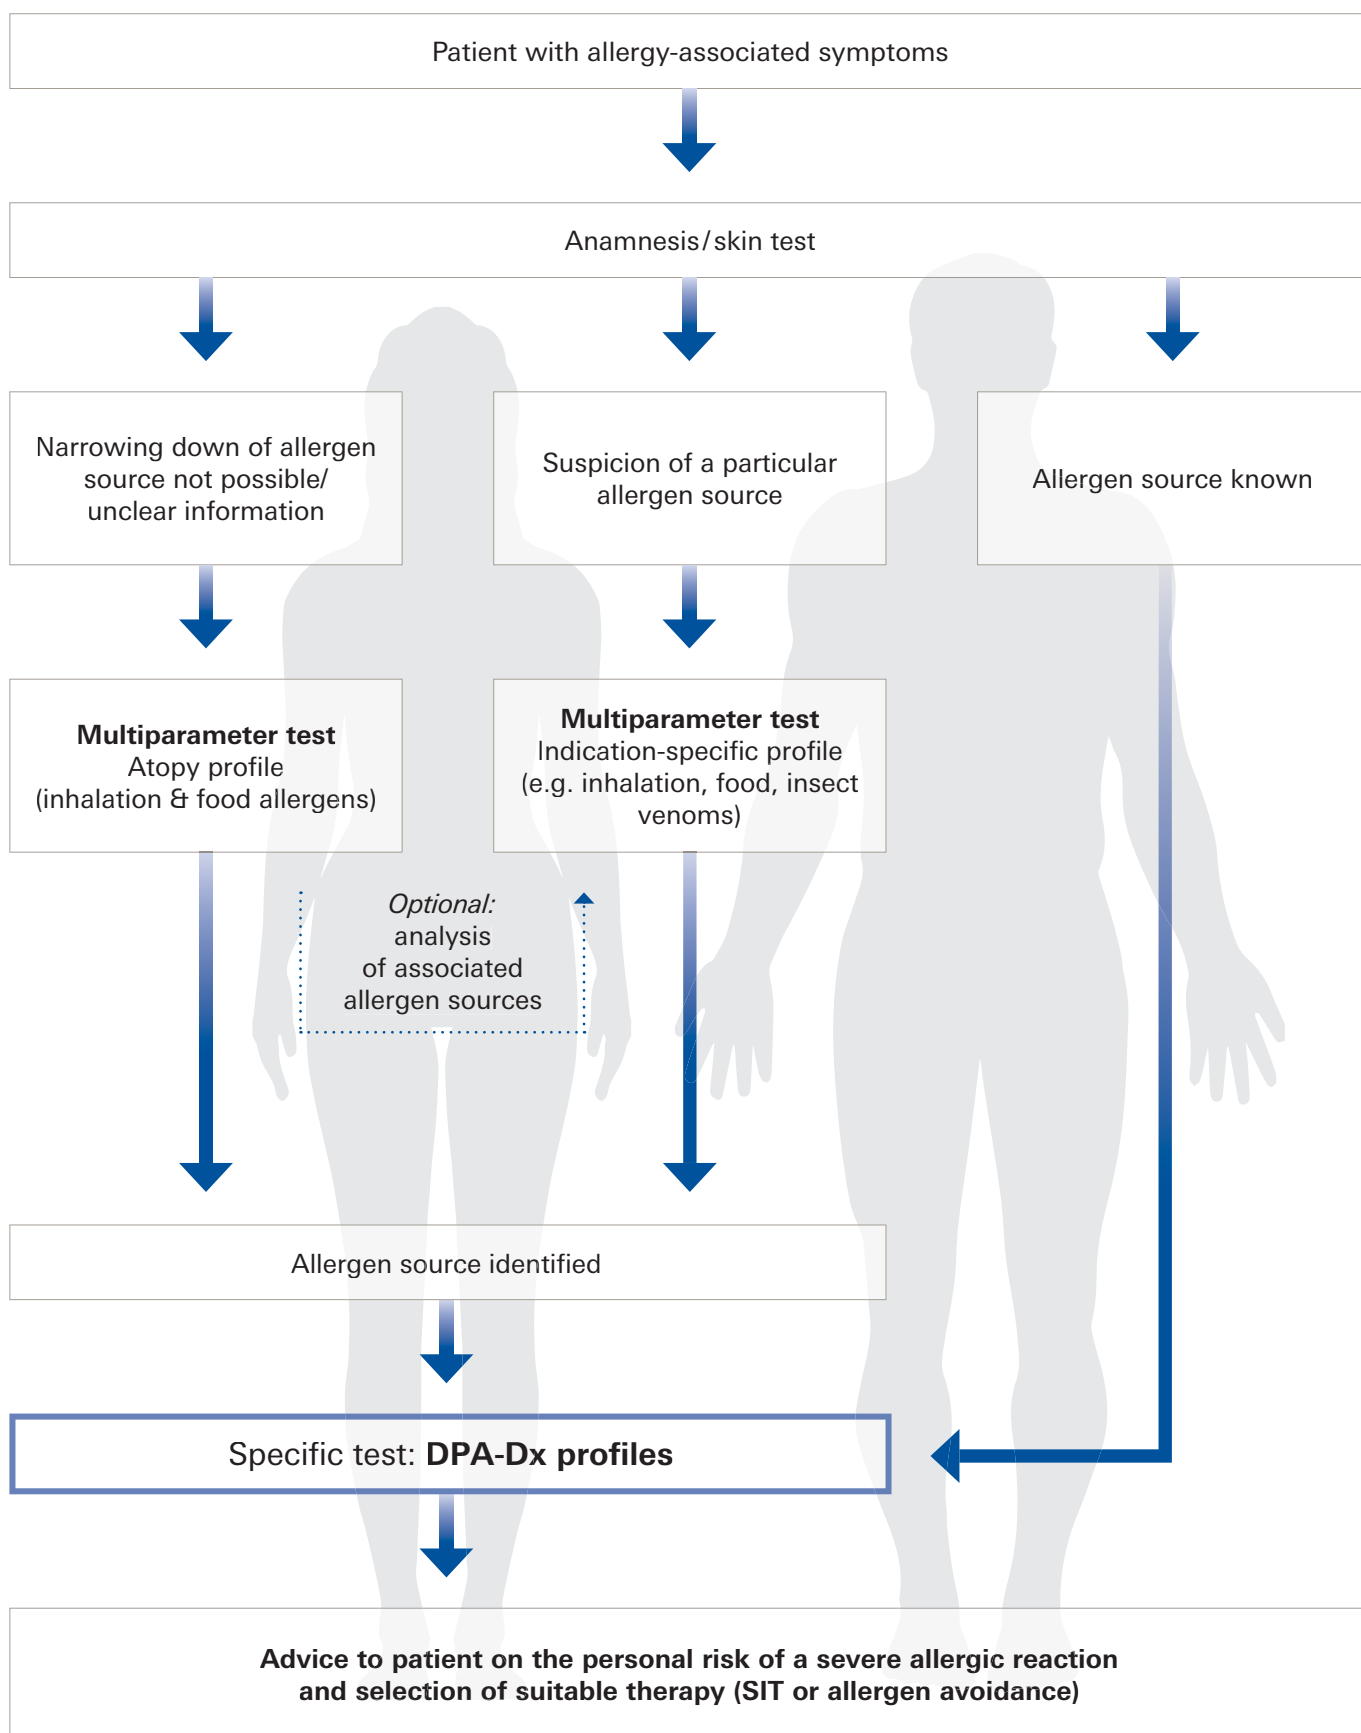 Patient with allergy-associated symptoms
Anamnesis/skin test
Narrowing down of allergen
source not possible/
unclear information
Suspicion of a particular
allergen source
Allergen source known
Multiparameter test
Atopy profile
(inhalation & food allergens)
Multiparameter test
Indication-specific profile
(e.g. inhalation, food, insect
venoms)
Optional:
analysis
of associated
allergen sources
Allergen source identified
Specific test: DPA-Dx profiles
Advice to patient on the personal risk of a severe allergic reaction
and selection of suitable therapy (SIT or allergen avoidance)